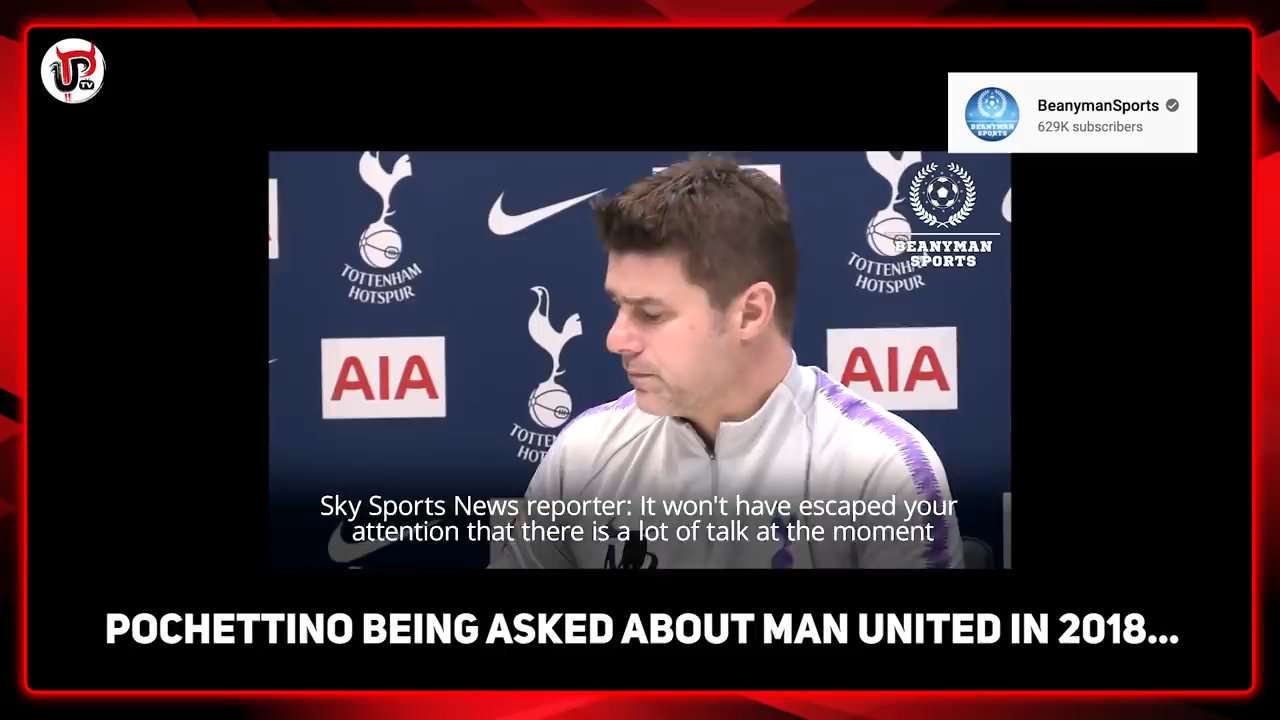 UP
TV
BeanymanSports
629K subscribers
TOTTENHAM
HOTSPUR
BEANYMAN
SPORTS
TOTTENHAM
HOTSPUR
AIA
AIA
Sky Sports News reporter: It won't have escaped your
attention that there is a lot of talk at the moment
POCHETTINO BEING ASKED ABOUT MAN UNITED IN 2018...